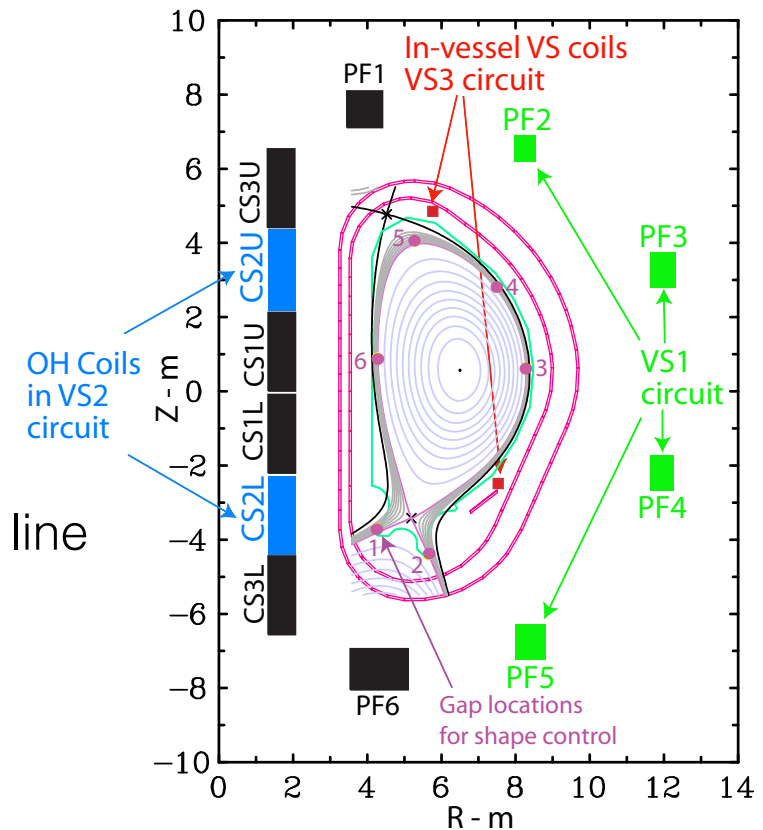 In-vessel VS coils
VS3 circuit
PF1
PF2
PF3
VS1
circuit
PF4
PF5
PF6
CS3U
CS2U
CS1U
CS1L
CS2L
CS3L
OH Coils
in VS2
circuit
line
5
4
3
6
1
2
Gap locations
for shape control
Z - m
10
8
6
4
2
0
−2
−4
−6
−8
−10
0 2 4 6 8 10 12 14
R - m